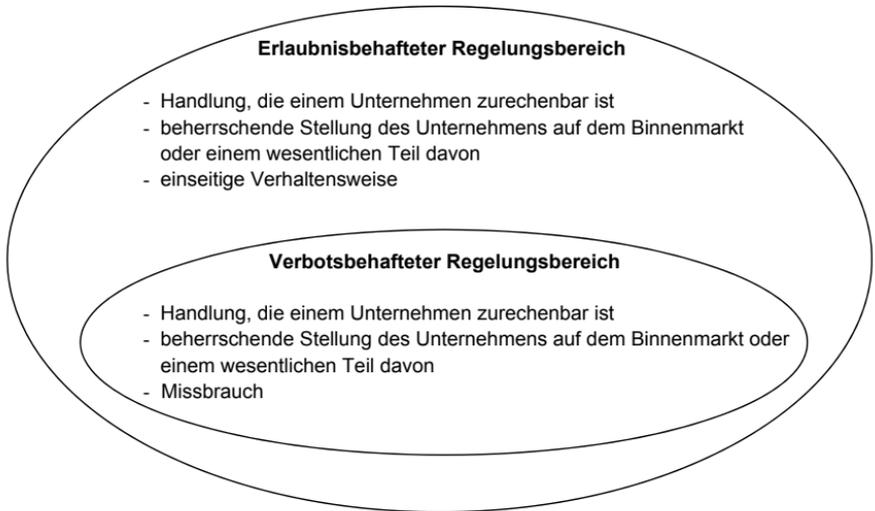 Erlaubnisbehafteter Regelungsbereich
- Handlung, die einem Unternehmen zurechenbar ist
- beherrschende Stellung des Unternehmens auf dem Binnenmarkt
oder einem wesentlichen Teil davon
- einseitige Verhaltensweise
Verbotsbehafteter Regelungsbereich
- Handlung, die einem Unternehmen zurechenbar ist
- beherrschende Stellung des Unternehmens auf dem Binnenmarkt oder
einem wesentlichen Teil davon
- Missbrauch